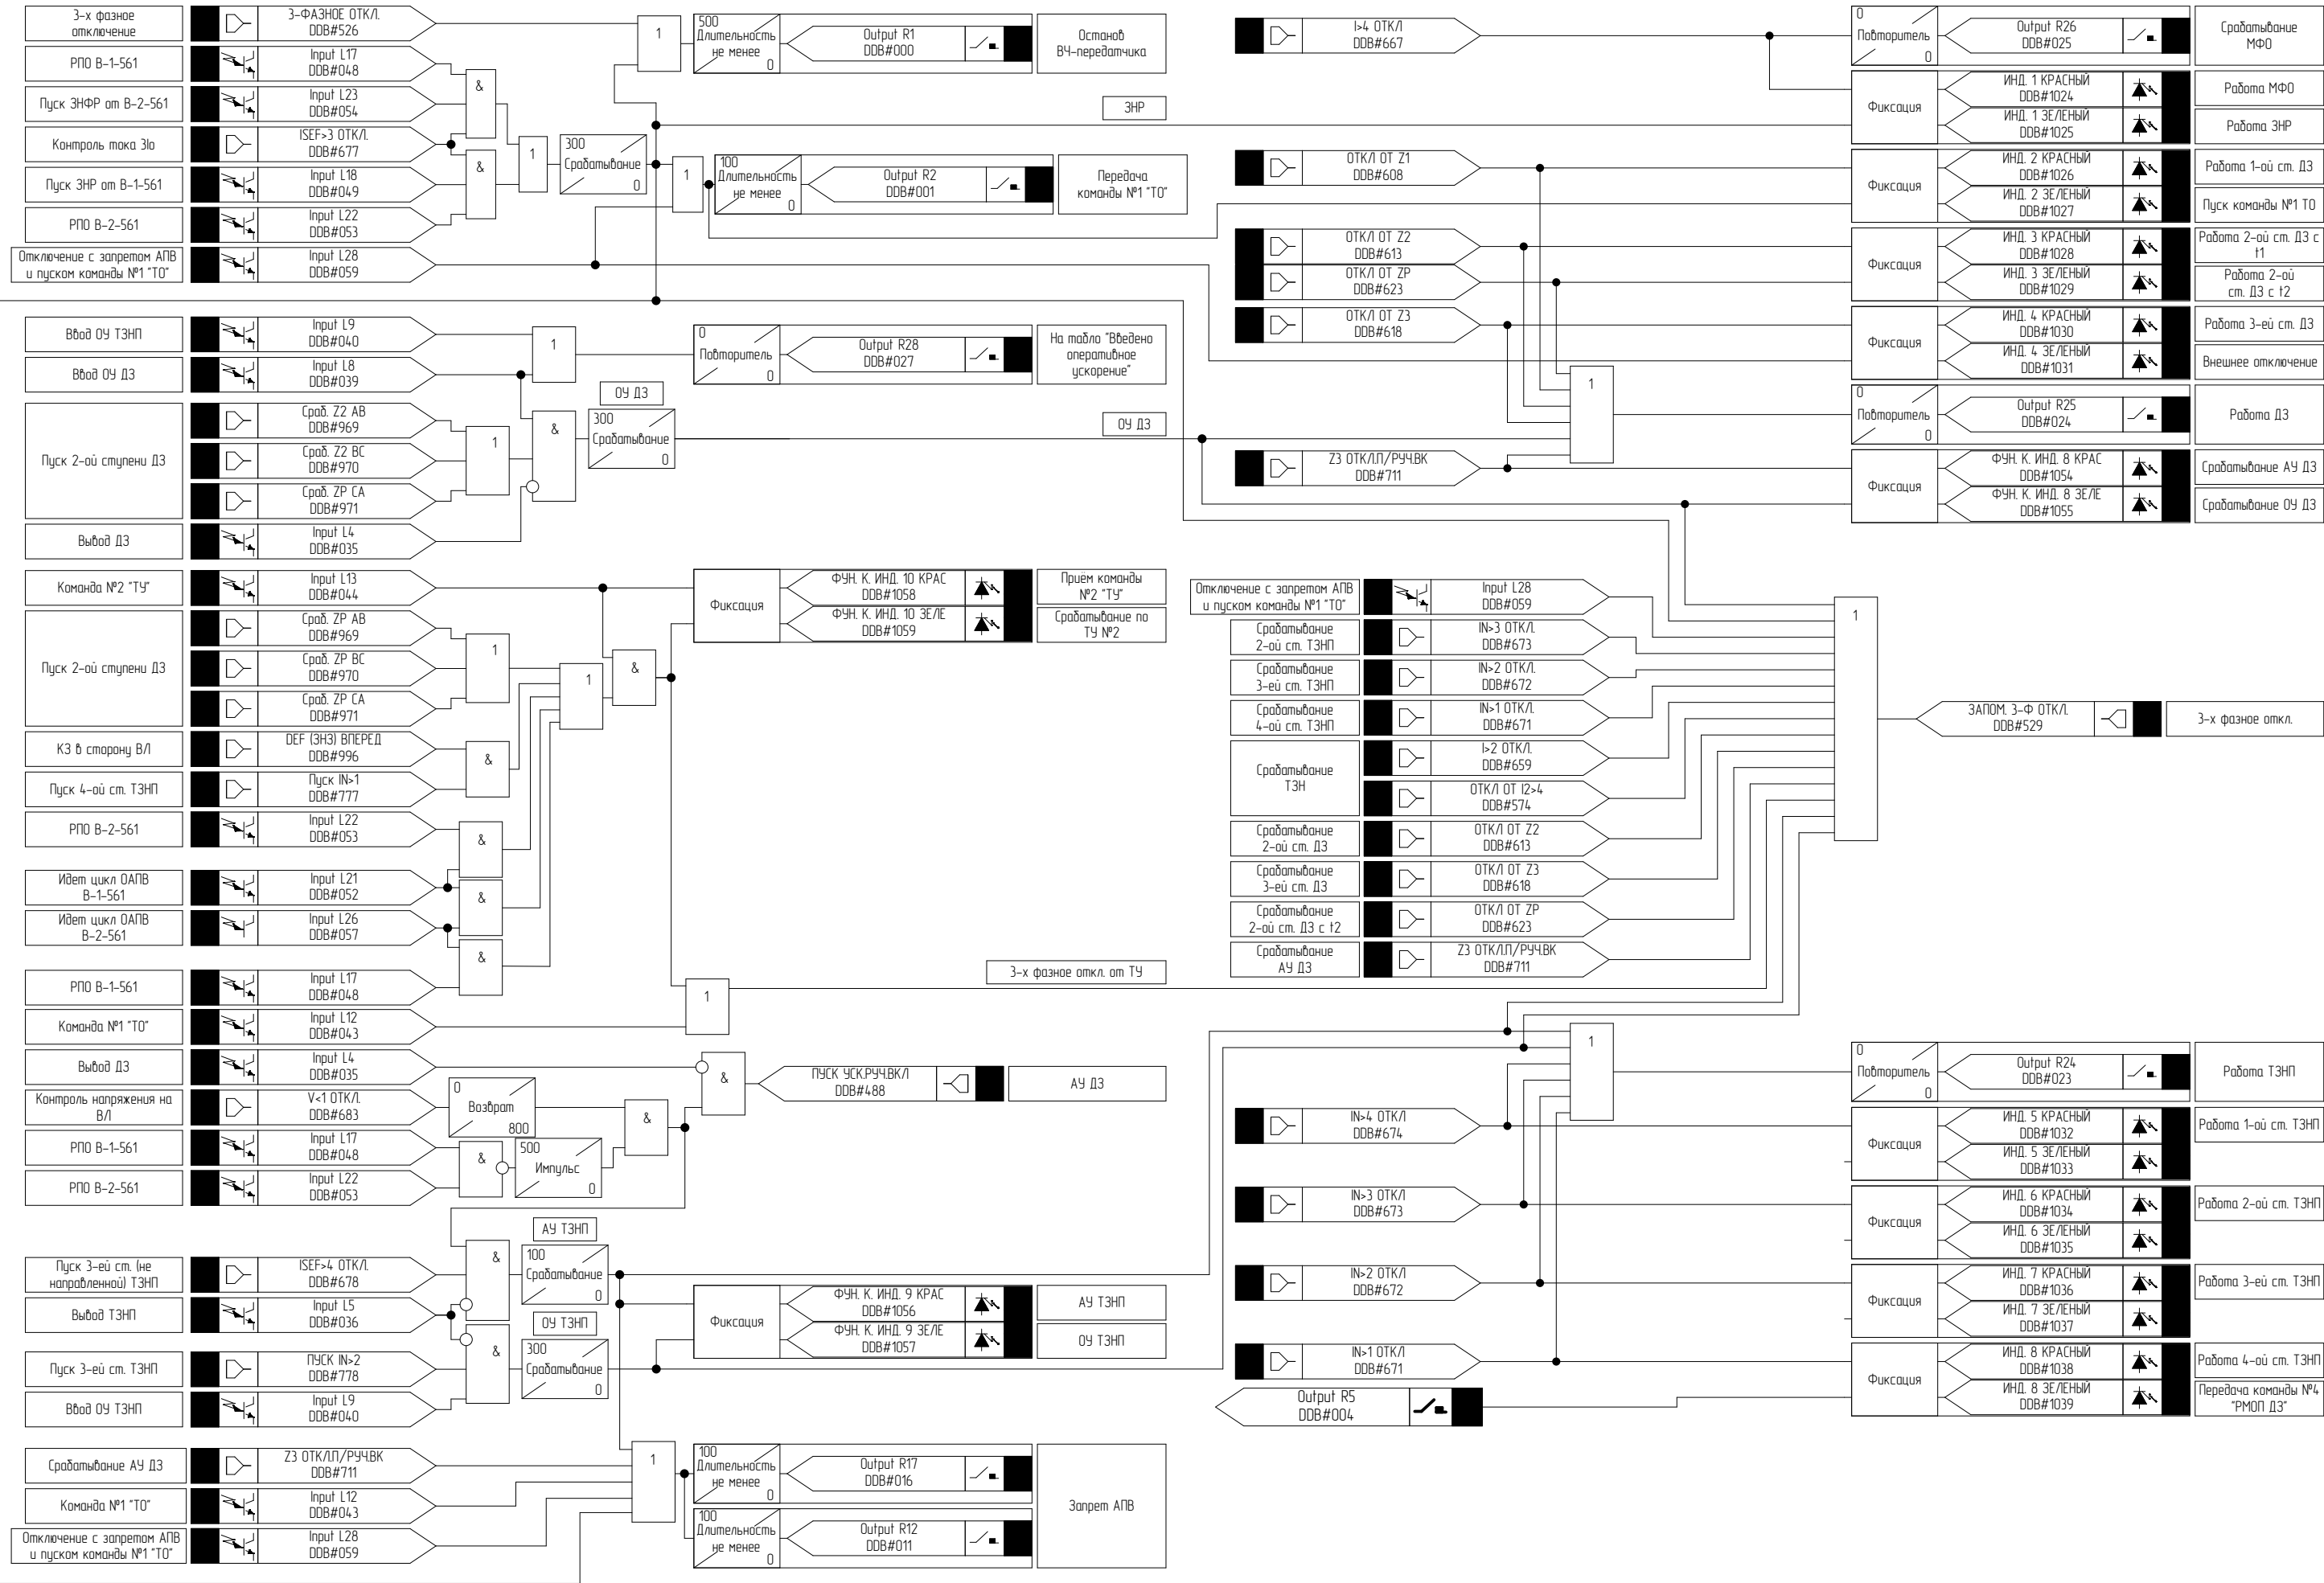 3-х фазное
отключение
3-ФАЗНОЕ ОТКЛ.
DDB#526
РПО В-1-561
Input L17
DDB#048
Пуск ЗНФР от В-2-561
Input L23
DDB#054
Контроль тока 3Io
ISEF>3 ОТКЛ.
DDB#677
Пуск ЗНР от В-1-561
Input L18
DDB#049
РПО В-2-561
Input L22
DDB#053
Отключение с запретом АПВ
и пуском команды №1 "ТО"
Input L28
DDB#059
&
&
1
300
Срабатывание
0
1
500
Длительность
не менее
0
Output R1
DDB#000
Останов
ВЧ-передатчика
ЗНР
1
100
Длительность
не менее
0
Output R2
DDB#001
Передача
команды №1 "ТО"
Ввод ОУ ТЗНП
Input L9
DDB#040
Ввод ОУ ДЗ
Input L8
DDB#039
Пуск 2-ой ступени ДЗ
Сраб. Z2 AB
DDB#969
Сраб. Z2 BC
DDB#970
Сраб. ZP CA
DDB#971
Вывод ДЗ
Input L4
DDB#035
1
1
&
ОУ ДЗ
300
Срабатывание
0
0
Повторитель
0
Output R28
DDB#027
На табло "Введено
оперативное
ускорение"
ОУ ДЗ
Команда №2 "ТУ"
Input L13
DDB#044
Пуск 2-ой ступени ДЗ
Сраб. ZP AB
DDB#969
Сраб. ZP BC
DDB#970
Сраб. ZP CA
DDB#971
КЗ в сторону ВЛ
DEF (ЗНЗ) ВПЕРЕД
DDB#996
Пуск 4-ой ст. ТЗНП
Пуск IN>1
DDB#777
РПО В-2-561
Input L22
DDB#053
Идет цикл ОАПВ
В-1-561
Input L21
DDB#052
Идет цикл ОАПВ
В-2-561
Input L26
DDB#057
РПО В-1-561
Input L17
DDB#048
Команда №1 "ТО"
Input L12
DDB#043
1
&
&
&
&
1
&
Фиксация
ФУН. К. ИНД. 10 КРАС
DDB#1058
ФУН. К. ИНД. 10 ЗЕЛЕ
DDB#1059
Приём команды
№2 "ТУ"
Срабатывание по
ТУ №2
3-х фазное откл. от ТУ
1
Вывод ДЗ
Input L4
DDB#035
Контроль напряжения на
ВЛ
V<1 ОТКЛ.
DDB#683
РПО В-1-561
Input L17
DDB#048
РПО В-2-561
Input L22
DDB#053
0
Возврат
800
&
500
Импульс
0
&
&
ПУСК УСК.РУЧ.ВКЛ
DDB#488
АУ ДЗ
Пуск 3-ей ст. (не
направленной) ТЗНП
ISEF>4 ОТКЛ.
DDB#678
Вывод ТЗНП
Input L5
DDB#036
Пуск 3-ей ст. ТЗНП
ПУСК IN>2
DDB#778
Ввод ОУ ТЗНП
Input L9
DDB#040
&
&
АУ ТЗНП
100
Срабатывание
0
ОУ ТЗНП
300
Срабатывание
0
Фиксация
ФУН. К. ИНД. 9 КРАС
DDB#1056
ФУН. К. ИНД. 9 ЗЕЛЕ
DDB#1057
АУ ТЗНП
ОУ ТЗНП
Срабатывание АУ ДЗ
Z3 ОТКЛ.П/РУЧ.ВК
DDB#711
Команда №1 "ТО"
Input L12
DDB#043
Отключение с запретом АПВ
и пуском команды №1 "ТО"
Input L28
DDB#059
1
100
Длительность
не менее
0
Output R17
DDB#016
100
Длительность
не менее
0
Output R12
DDB#011
Запрет АПВ
I>4 ОТКЛ
DDB#667
ОТКЛ ОТ Z1
DDB#608
ОТКЛ ОТ Z2
DDB#613
ОТКЛ ОТ ZP
DDB#623
ОТКЛ ОТ Z3
DDB#618
Z3 ОТКЛ.П/РУЧ.ВК
DDB#711
1
0
Повторитель
0
Output R26
DDB#025
Срабатывание
МФО
Фиксация
ИНД. 1 КРАСНЫЙ
DDB#1024
ИНД. 1 ЗЕЛЕНЫЙ
DDB#1025
Работа МФО
Работа ЗНР
Фиксация
ИНД. 2 КРАСНЫЙ
DDB#1026
ИНД. 2 ЗЕЛЕНЫЙ
DDB#1027
Работа 1-ой ст. ДЗ
Пуск команды №1 ТО
Фиксация
ИНД. 3 КРАСНЫЙ
DDB#1028
ИНД. 3 ЗЕЛЕНЫЙ
DDB#1029
Работа 2-ой ст. ДЗ с
t1
Работа 2-ой
ст. ДЗ с t2
Фиксация
ИНД. 4 КРАСНЫЙ
DDB#1030
ИНД. 4 ЗЕЛЕНЫЙ
DDB#1031
Работа 3-ей ст. ДЗ
Внешнее отключение
0
Повторитель
0
Output R25
DDB#024
Работа ДЗ
Фиксация
ФУН. К. ИНД. 8 КРАС
DDB#1054
ФУН. К. ИНД. 8 ЗЕЛЕ
DDB#1055
Срабатывание АУ ДЗ
Срабатывание ОУ ДЗ
Отключение с запретом АПВ
и пуском команды №1 "ТО"
Input L28
DDB#059
Срабатывание
2-ой ст. ТЗНП
IN>3 ОТКЛ.
DDB#673
Срабатывание
3-ей ст. ТЗНП
IN>2 ОТКЛ.
DDB#672
Срабатывание
4-ой ст. ТЗНП
IN>1 ОТКЛ.
DDB#671
Срабатывание
ТЗН
I>2 ОТКЛ.
DDB#659
ОТКЛ ОТ I2>4
DDB#574
Срабатывание
2-ой ст. ДЗ
ОТКЛ ОТ Z2
DDB#613
Срабатывание
3-ей ст. ДЗ
ОТКЛ ОТ Z3
DDB#618
Срабатывание
2-ой ст. ДЗ с t2
ОТКЛ ОТ ZP
DDB#623
Срабатывание
АУ ДЗ
Z3 ОТКЛ.П/РУЧ.ВК
DDB#711
1
ЗАПОМ. 3-Ф ОТКЛ.
DDB#529
3-х фазное откл.
IN>4 ОТКЛ
DDB#674
IN>3 ОТКЛ
DDB#673
IN>2 ОТКЛ
DDB#672
IN>1 ОТКЛ
DDB#671
Output R5
DDB#004
1
0
Повторитель
0
Output R24
DDB#023
Работа ТЗНП
Фиксация
ИНД. 5 КРАСНЫЙ
DDB#1032
ИНД. 5 ЗЕЛЕНЫЙ
DDB#1033
Работа 1-ой ст. ТЗНП
Фиксация
ИНД. 6 КРАСНЫЙ
DDB#1034
ИНД. 6 ЗЕЛЕНЫЙ
DDB#1035
Работа 2-ой ст. ТЗНП
Фиксация
ИНД. 7 КРАСНЫЙ
DDB#1036
ИНД. 7 ЗЕЛЕНЫЙ
DDB#1037
Работа 3-ей ст. ТЗНП
Фиксация
ИНД. 8 КРАСНЫЙ
DDB#1038
ИНД. 8 ЗЕЛЕНЫЙ
DDB#1039
Работа 4-ой ст. ТЗНП
Передача команды №4
"РМОП ДЗ"